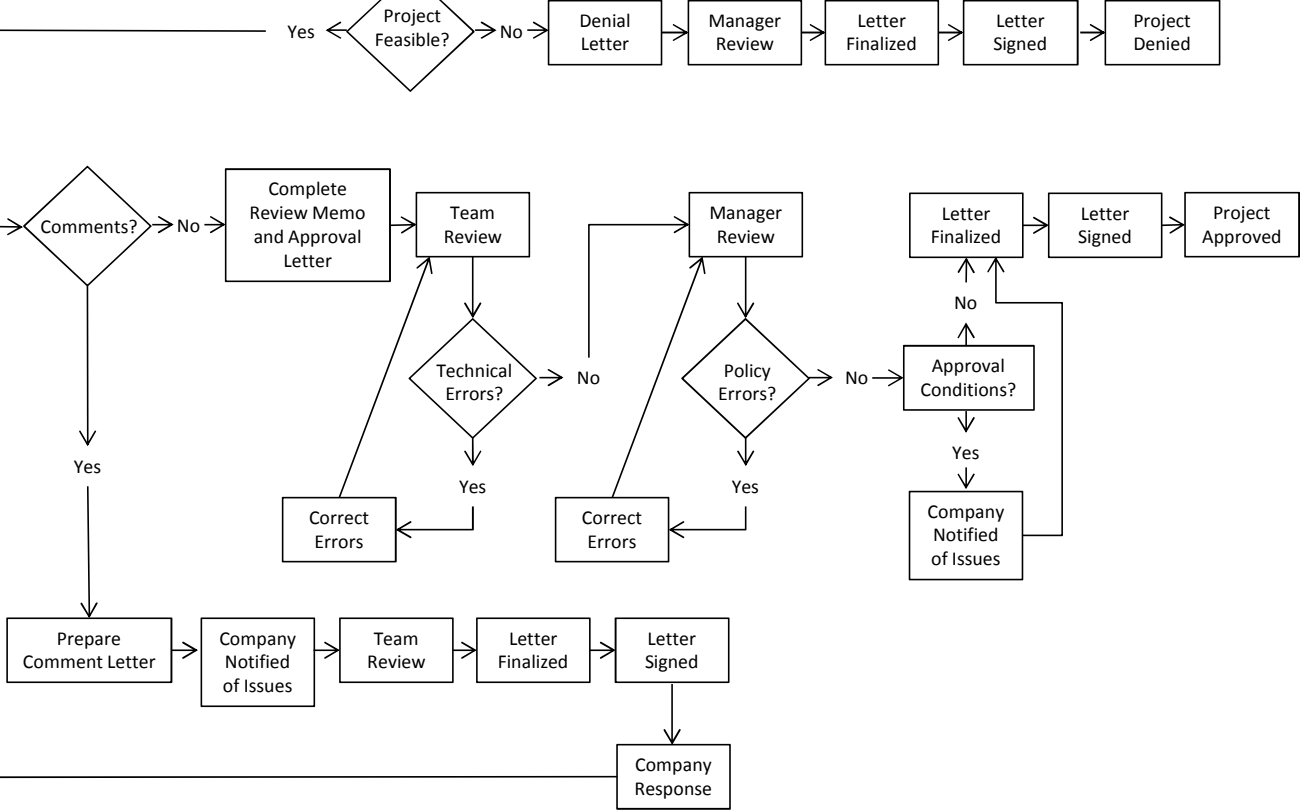 Project
Feasible?
Yes
No
Denial
Letter
Manager
Review
Letter
Finalized
Letter
Signed
Project
Denied
Comments?
No
Complete
Review Memo
and Approval
Letter
Team
Review
Manager
Review
Letter
Finalized
Letter
Signed
Project
Approved
No
Technical
Errors?
No
Policy
Errors?
No
Approval
Conditions?
Yes
Yes
Yes
Yes
Correct
Errors
Correct
Errors
Company
Notified
of Issues
Prepare
Comment Letter
Company
Notified
of Issues
Team
Review
Letter
Finalized
Letter
Signed
Company
Response